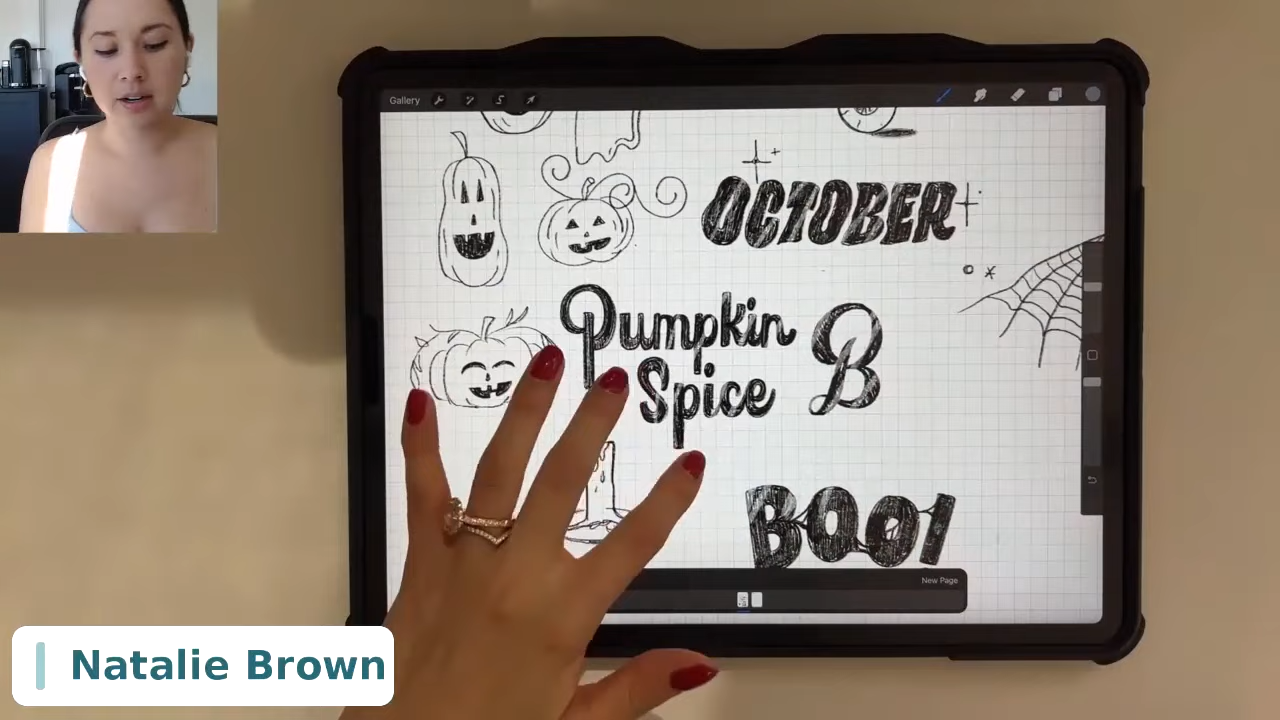 Gallery
OCTOBER
Pumpkin
Spice
B
BOO!
New Page
Natalie Brown